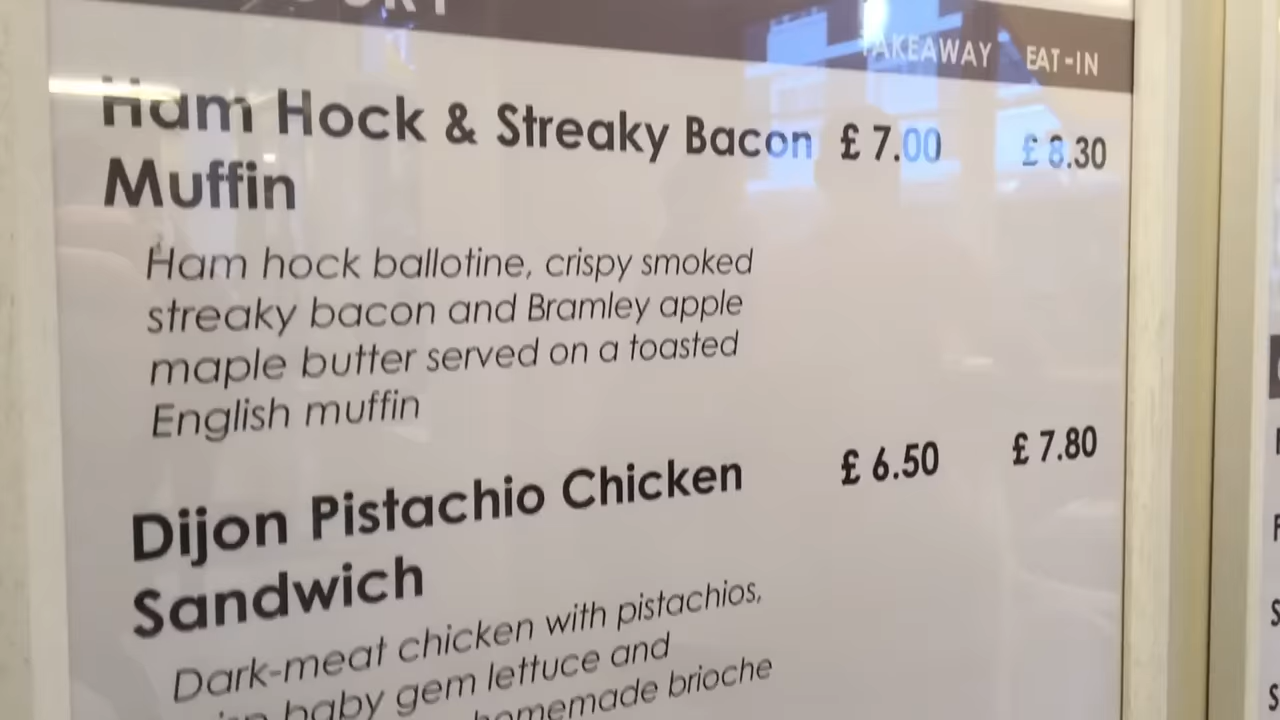 TAKEAWAY EAT-IN
Ham Hock & Streaky Bacon £ 7.00 £ 8.30
Muffin
Ham hock ballotine, crispy smoked
streaky bacon and Bramley apple
maple butter served on a toasted
English muffin
Dijon Pistachio Chicken £ 6.50 £ 7.80
Sandwich
Dark-meat chicken with pistachios,
baby gem lettuce and
homemade brioche